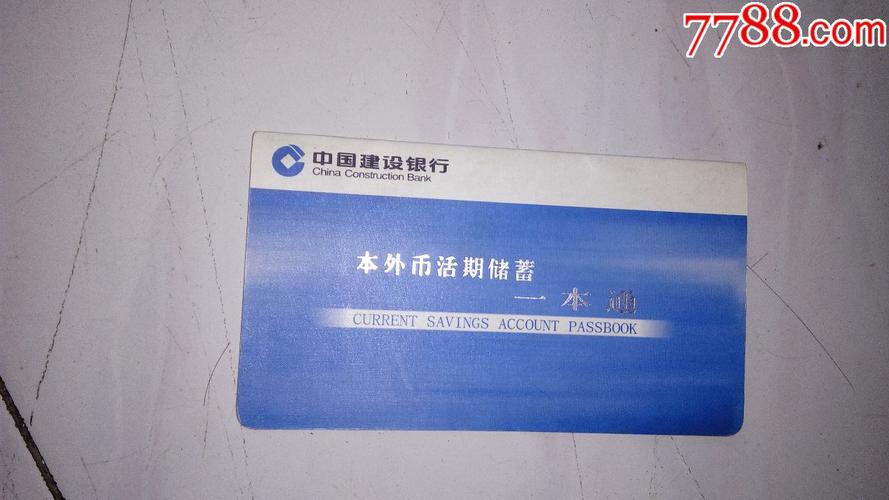 7788.com
中国建设银行
China Construction Bank
本外币活期储蓄
一本通
CURRENT SAVINGS ACCOUNT PASSBOOK